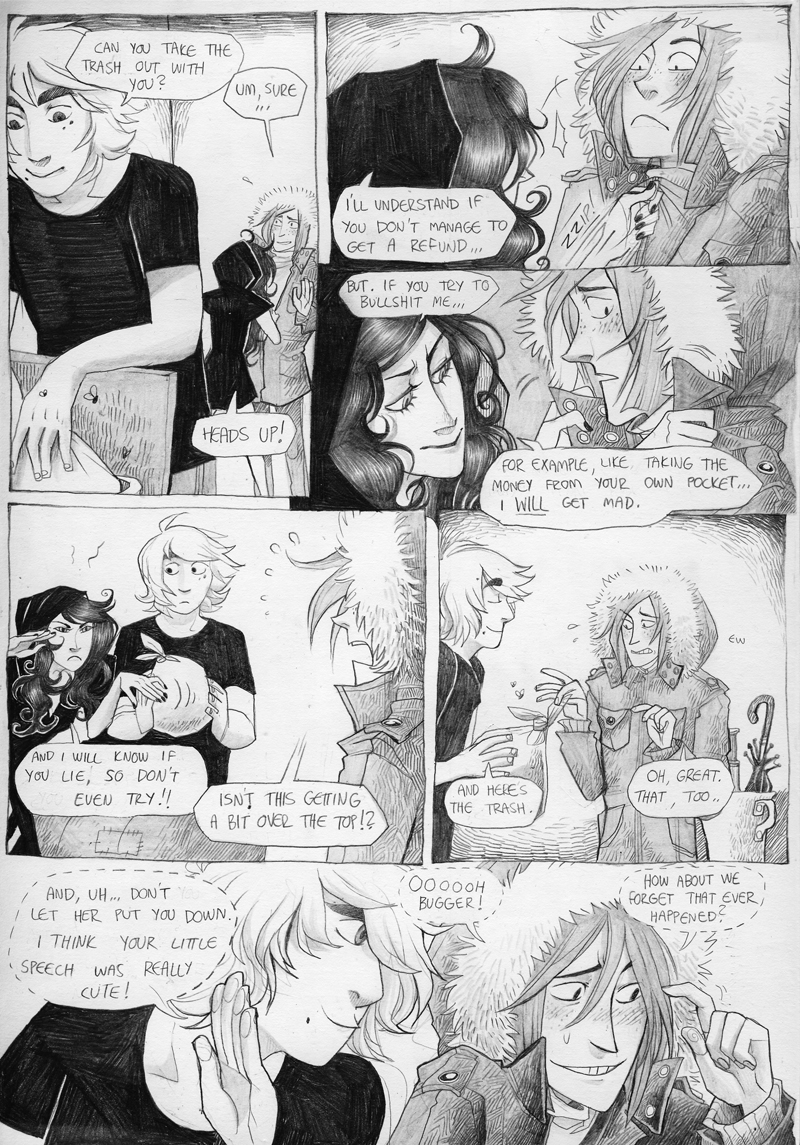 CAN YOU TAKE THE
TRASH OUT WITH
YOU?
UM, SURE
...
HEADS UP!
I'LL UNDERSTAND IF
YOU DON'T MANAGE TO
GET A REFUND...
ZZIP
BUT. IF YOU TRY TO
BULLSHIT ME...
FOR EXAMPLE, LIKE TAKING THE
MONEY FROM YOUR OWN POCKET...
I WILL GET MAD.
AND I WILL KNOW IF
YOU LIE, SO DON'T
EVEN TRY!!
ISN'T THIS GETTING
A BIT OVER THE TOP!?
EW
AND HERE'S
THE TRASH.
OH, GREAT.
THAT, TOO..
AND, UH... DON'T
LET HER PUT YOU DOWN.
I THINK YOUR LITTLE
SPEECH WAS REALLY
CUTE!
OOOOOH
BUGGER!
HOW ABOUT WE
FORGET THAT EVER
HAPPENED?